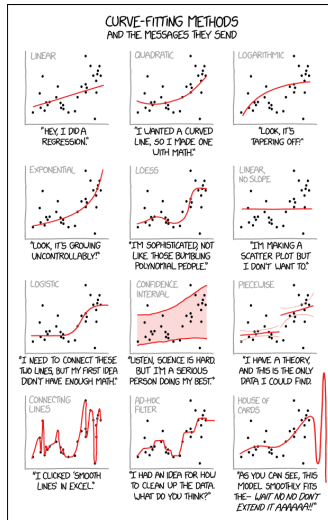 CURVE-FITTING METHODS
AND THE MESSAGES THEY SEND
LINEAR
"HEY, I DID A
REGRESSION."
QUADRATIC
"I WANTED A CURVED
LINE, SO I MADE ONE
WITH MATH."
LOGARITHMIC
"LOOK, IT'S
TAPERING OFF!"
EXPONENTIAL
"LOOK, IT'S GROWING
UNCONTROLLABLY!"
LOESS
"I'M SOPHISTICATED, NOT
LIKE THOSE BUMBLING
POLYNOMIAL PEOPLE."
LINEAR,
NO SLOPE
"I'M MAKING A
SCATTER PLOT BUT
I DON'T WANT TO."
LOGISTIC
"I NEED TO CONNECT THESE
TWO LINES, BUT MY FIRST IDEA
DIDN'T HAVE ENOUGH MATH."
CONFIDENCE
INTERVAL
"LISTEN, SCIENCE IS HARD.
BUT I'M A SERIOUS
PERSON DOING MY BEST."
PIECEWISE
"I HAVE A THEORY,
AND THIS IS THE ONLY
DATA I COULD FIND."
CONNECTING
LINES
"I CLICKED 'SMOOTH
LINES' IN EXCEL."
AD-HOC
FILTER
"I HAD AN IDEA FOR HOW
TO CLEAN UP THE DATA.
WHAT DO YOU THINK?"
HOUSE OF
CARDS
"AS YOU CAN SEE, THIS
MODEL SMOOTHLY FITS
THE- WAIT NO NO DON'T
EXTEND IT AAAAAA!!"